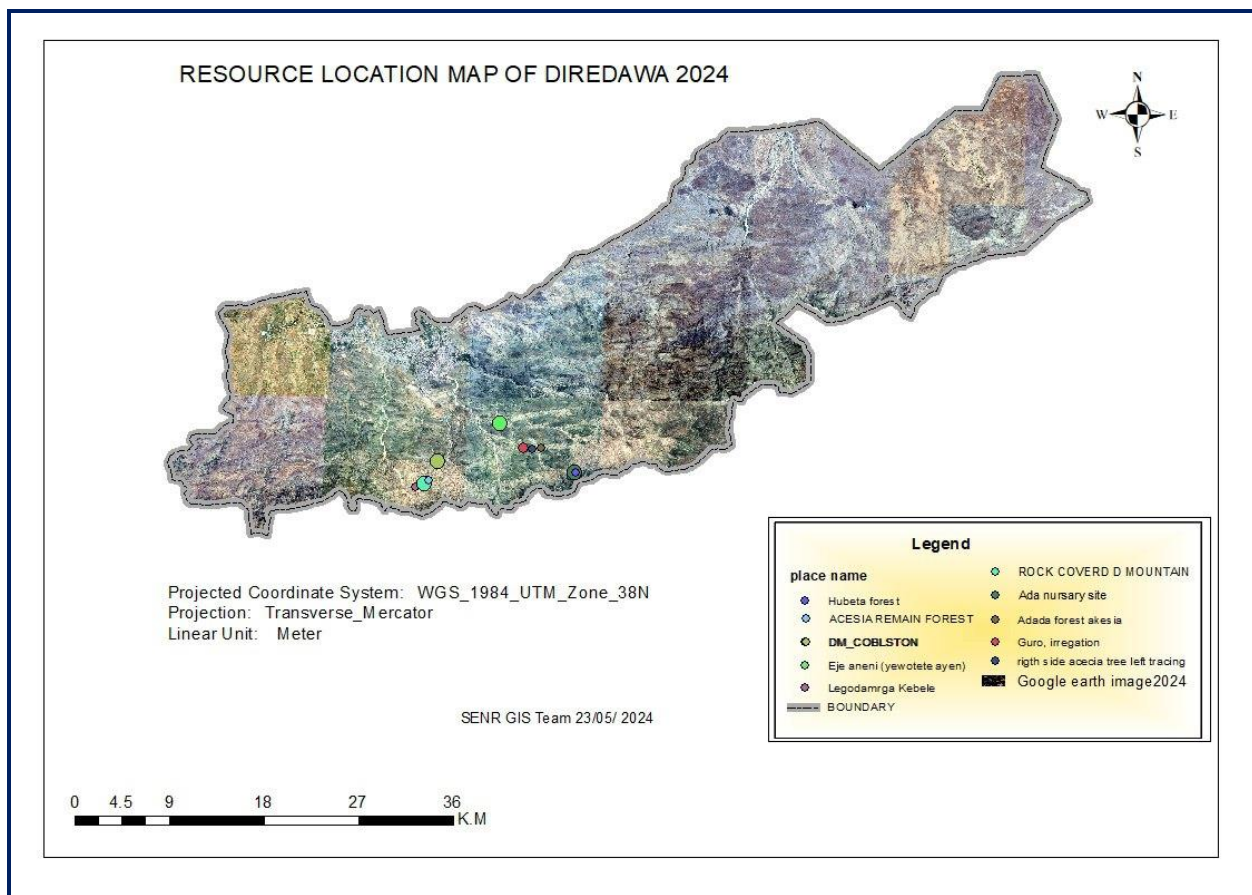 RESOURCE LOCATION MAP OF DIREDAWA 2024
N
W E
S
Legend
place name
Hubeta forest
ACESIA REMAIN FOREST
DM_COBLSTON
Eje aneni (yewotete ayen)
Legodamrga Kebele
BOUNDARY
ROCK COVERD D MOUNTAIN
Ada nursary site
Adada forest akesia
Guro, irregation
rigth side acecia tree left tracing
Google earth image2024
Projected Coordinate System: WGS_1984_UTM_Zone_38N
Projection: Transverse_Mercator
Linear Unit: Meter
SENR GIS Team 23/05/ 2024
0 4.5 9 18 27 36
K.M